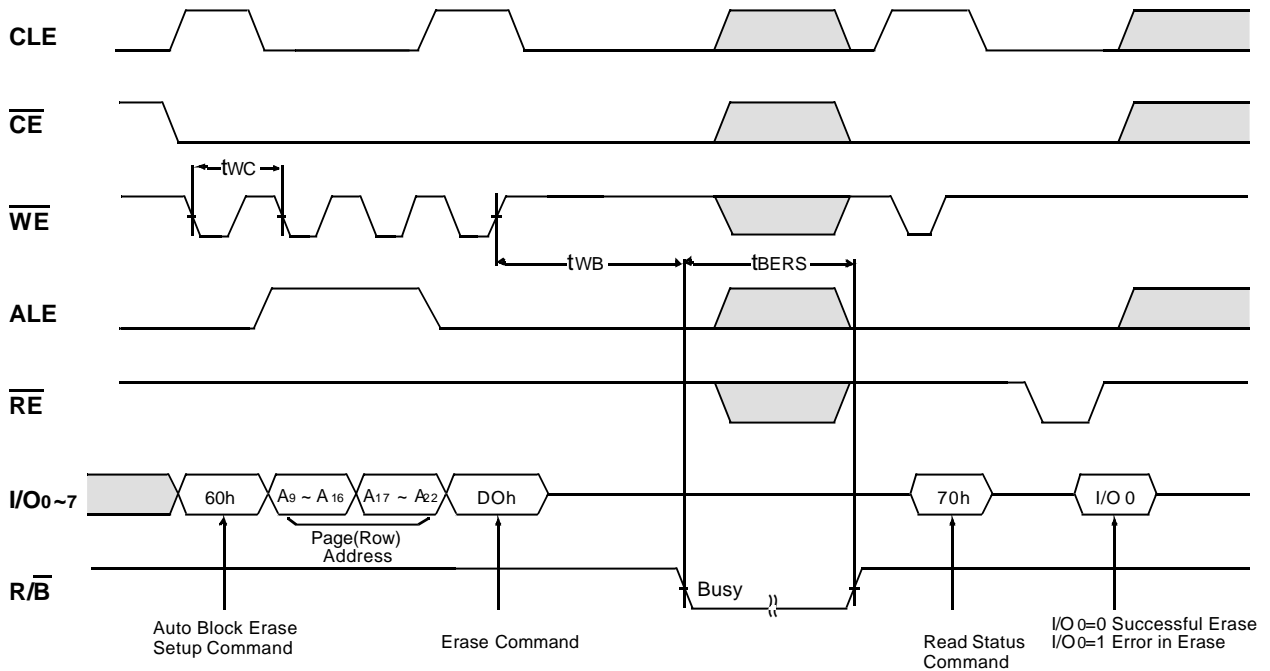 CLE
CE
tWC
WE
tWB
tBERS
ALE
RE
I/O0~7
60h
A9 ~ A16
A17 ~ A22
DOh
70h
I/O 0
Page(Row)
Address
R/B
Busy
Auto Block Erase
Setup Command
Erase Command
Read Status
Command
I/O 0=0 Successful Erase
I/O 0=1 Error in Erase